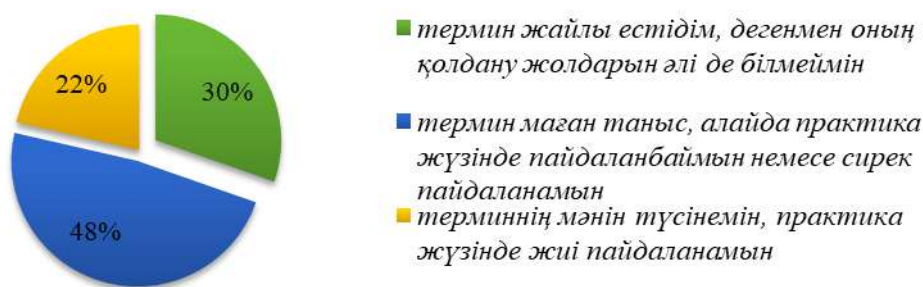 22%
30%
48%
термин жайлы естідім, дегенмен оның
қолдану жолдарын әлі де білмеймін
термин маған таныс, алайда практика
жүзінде пайдаланбаймын немесе сирек
пайдаланамын
терминнің мәнін түсінемін, практика
жүзінде жиі пайдаланамын